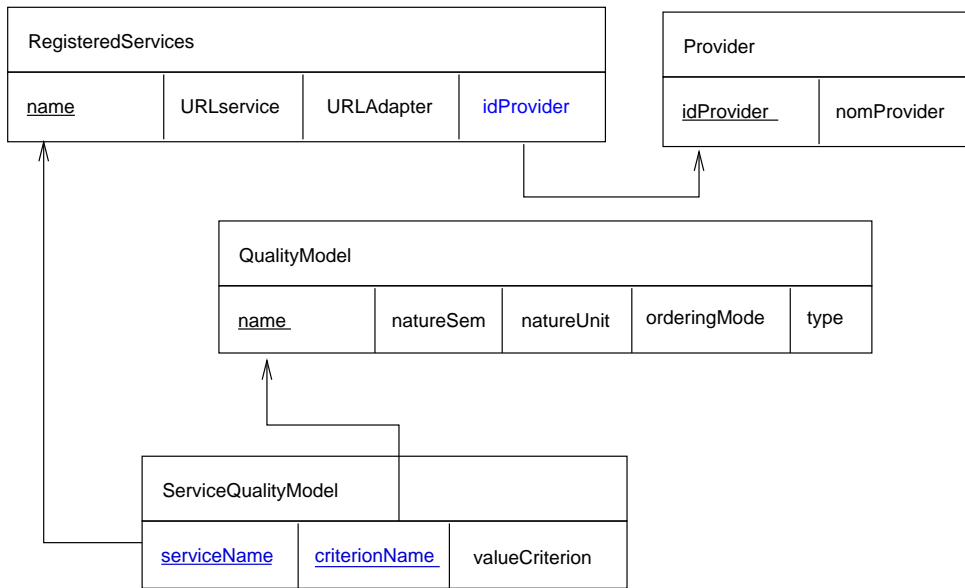 RegisteredServices
name URLservice URLAdapter idProvider
Provider
idProvider nomProvider
QualityModel
name natureSem natureUnit orderingMode type
ServiceQualityModel
serviceName criterionName valueCriterion